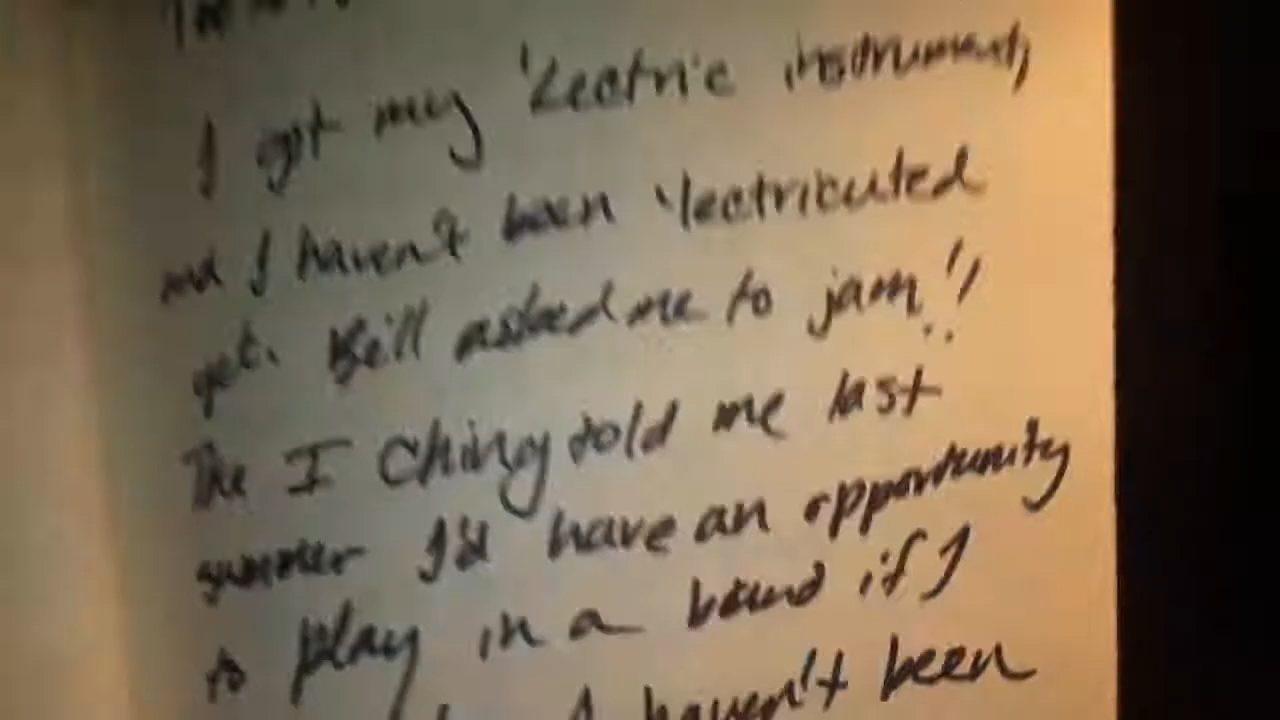 I got my 'lectric instrument,
and I haven't been 'lectricuted
yet. Bill asked me to jam!!
The I Ching told me last
summer I'd have an opportunity
to play in a band if I
I haven't been